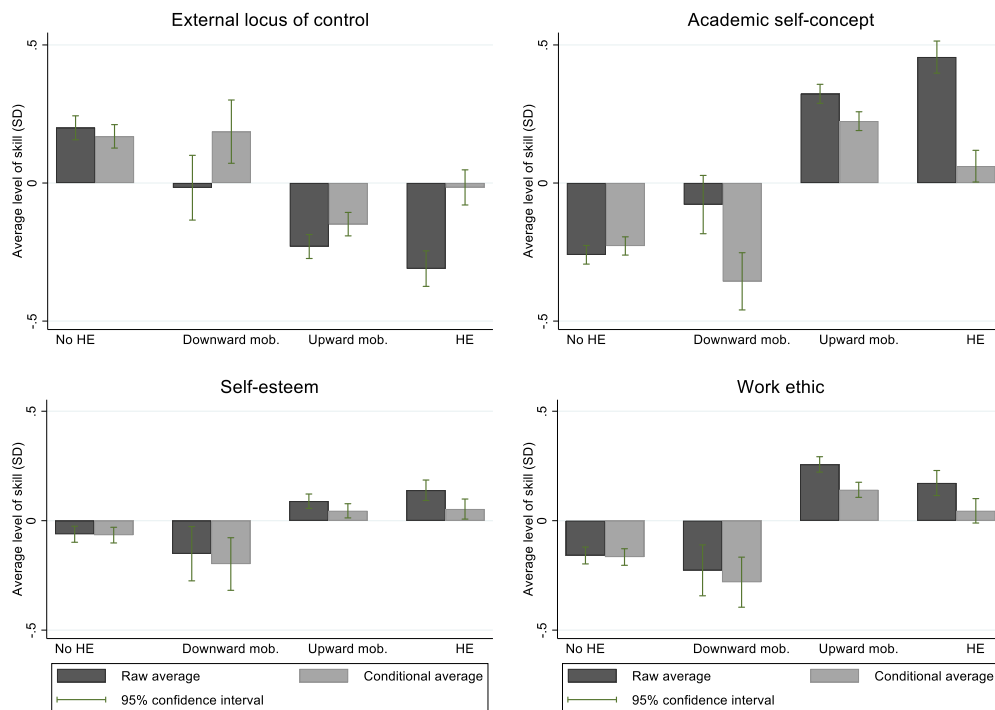 External locus of control
Average level of skill (SD)
.5
0
-.5
No HE Downward mob. Upward mob. HE
Academic self-concept
Average level of skill (SD)
.5
0
-.5
No HE Downward mob. Upward mob. HE
Self-esteem
Average level of skill (SD)
.5
0
-.5
No HE Downward mob. Upward mob. HE
Raw average Conditional average
95% confidence interval
Work ethic
Average level of skill (SD)
.5
0
-.5
No HE Downward mob. Upward mob. HE
Raw average Conditional average
95% confidence interval